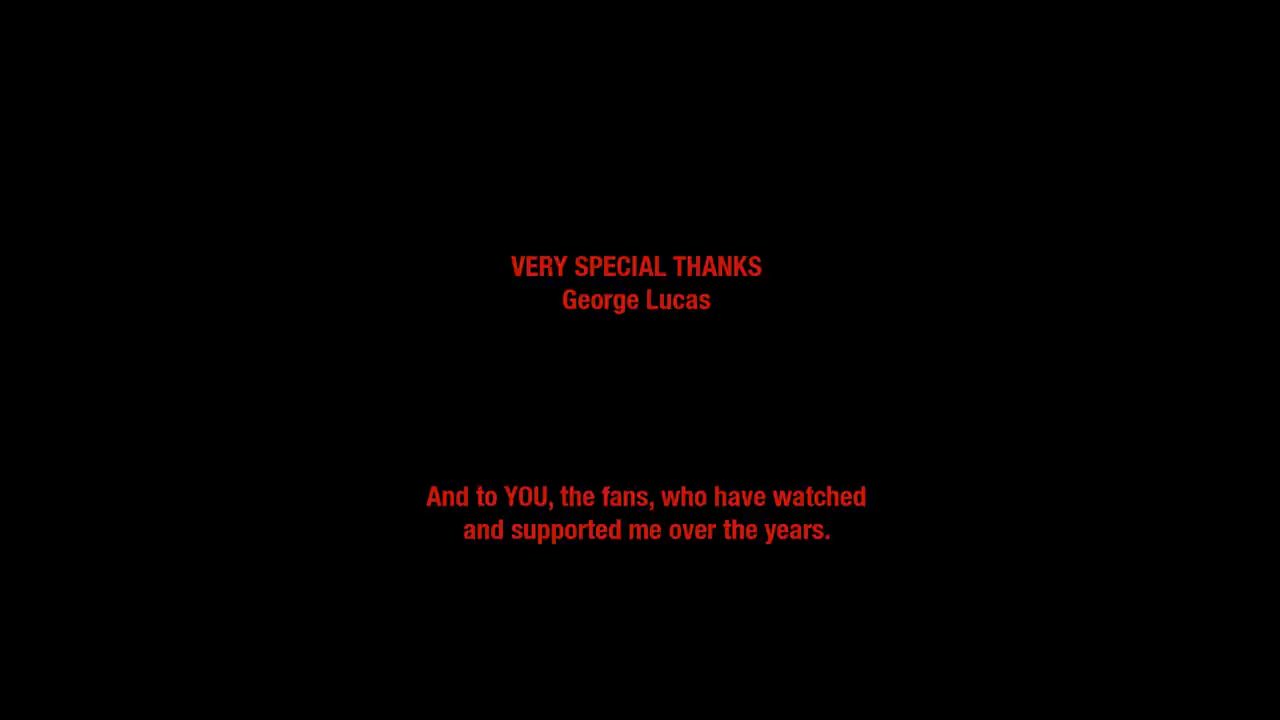 VERY SPECIAL THANKS
George Lucas
And to YOU, the fans, who have watched
and supported me over the years.